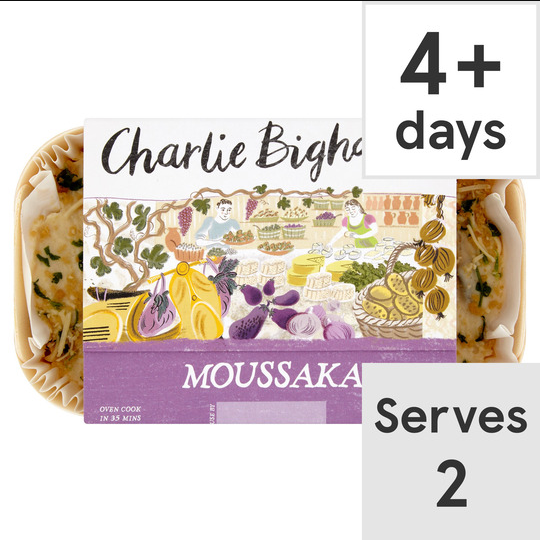 4+
days
Charlie Bigha
MOUSSAKA
OVEN COOK
IN 35 MINS
Serves
2